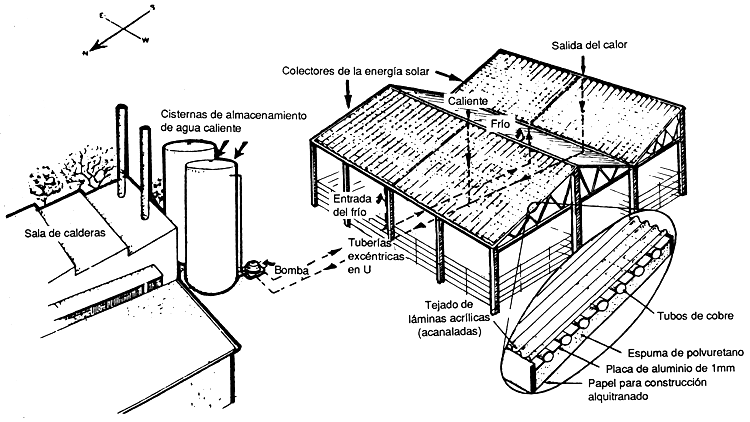 S
E
W
N
Salida del calor
Colectores de la energía solar
Caliente
Frío
Cisternas de almacenamiento
de agua caliente
Entrada
del frío
Sala de calderas
Tuberías
excéntricas
en U
Bomba
Tejado de
láminas acrílicas
(acanaladas)
Tubos de cobre
Espuma de polvuretano
Placa de aluminio de 1mm
Papel para construcción
alquitranado